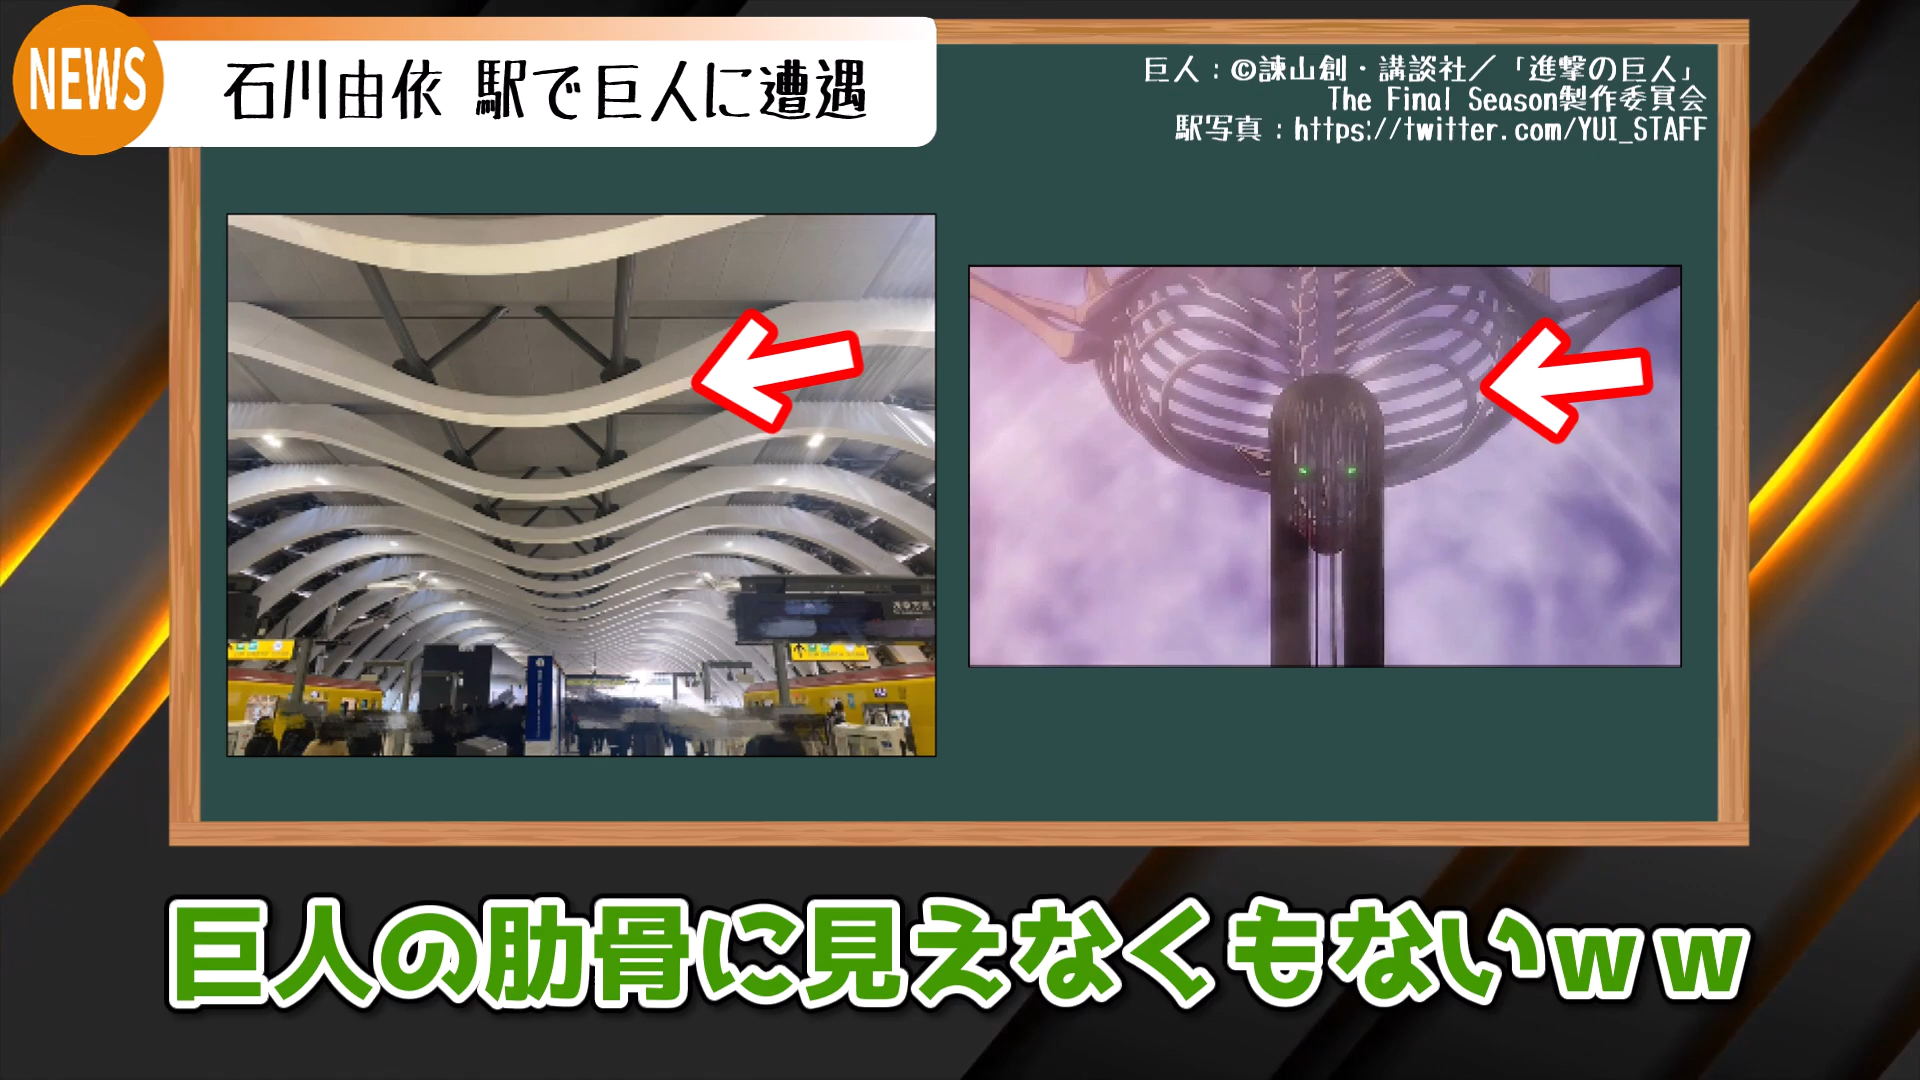 NEWS
石川由依 駅で巨人に遭遇
巨人：©諫山創・講談社／「進撃の巨人」
The Final Season製作委員会
駅写真：https://twitter.com/YUI_STAFF
巨人の肋骨に見えなくもないｗｗ